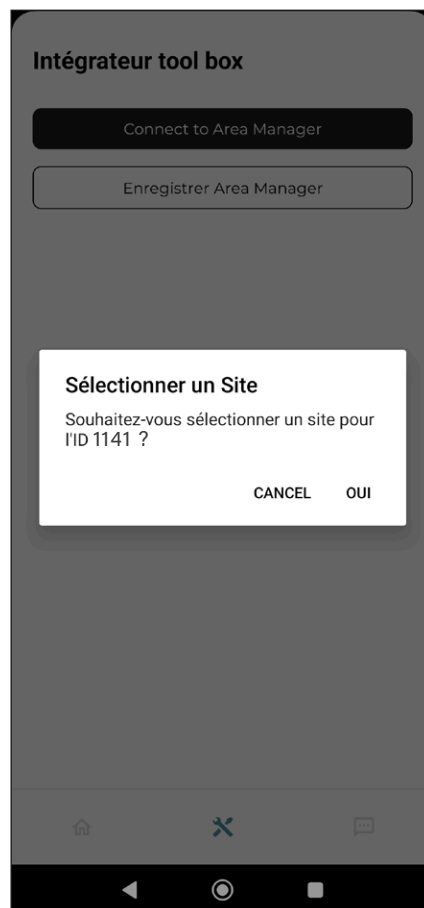 Intégrateur tool box
Connect to Area Manager
Enregistrer Area Manager
Sélectionner un Site
Souhaitez-vous sélectionner un site pour
l'ID 1141 ?
CANCEL OUI